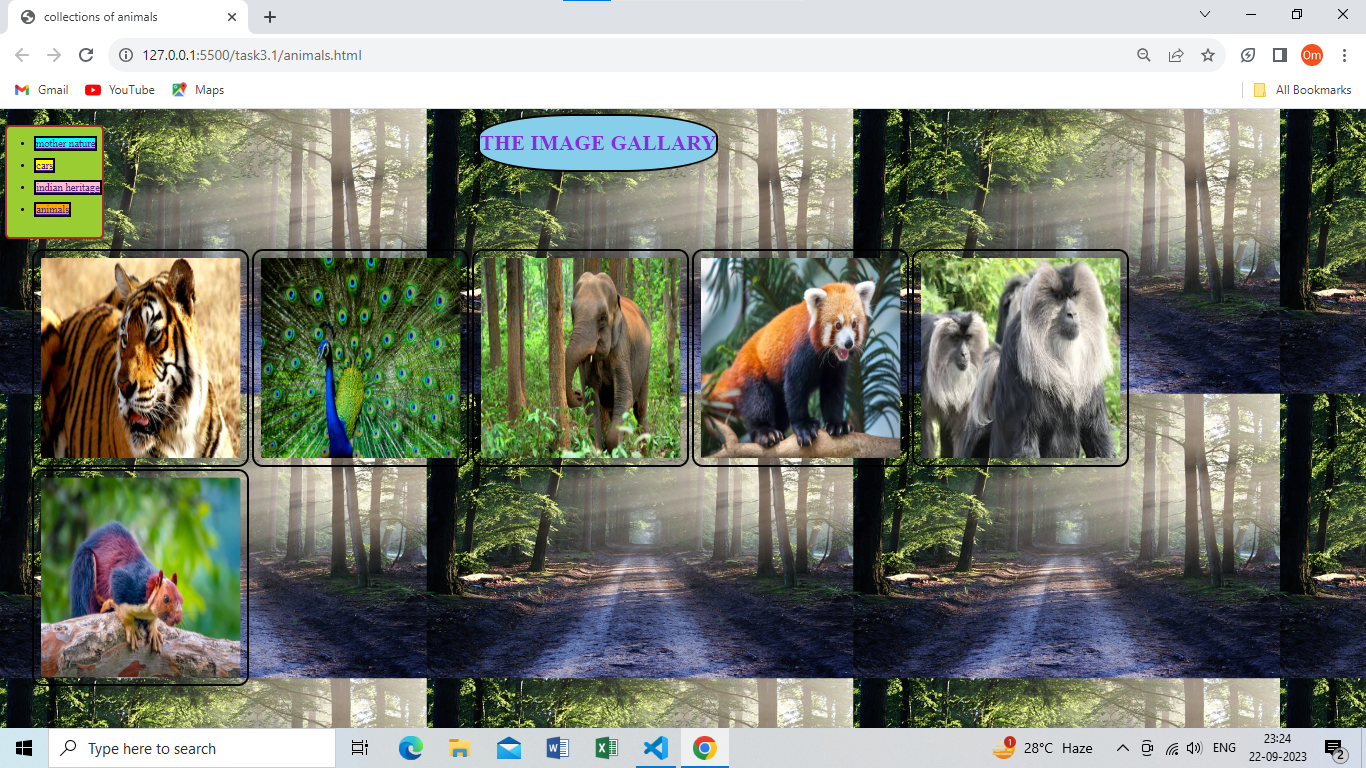 collections of animals
127.0.0.1:5500/task3.1/animals.html
Om
Gmail YouTube Maps All Bookmarks
THE IMAGE GALLARY
mother nature
cars
indian heritage
animals
Type here to search
1
28°C Haze
ENG
23:24
22-09-2023
2